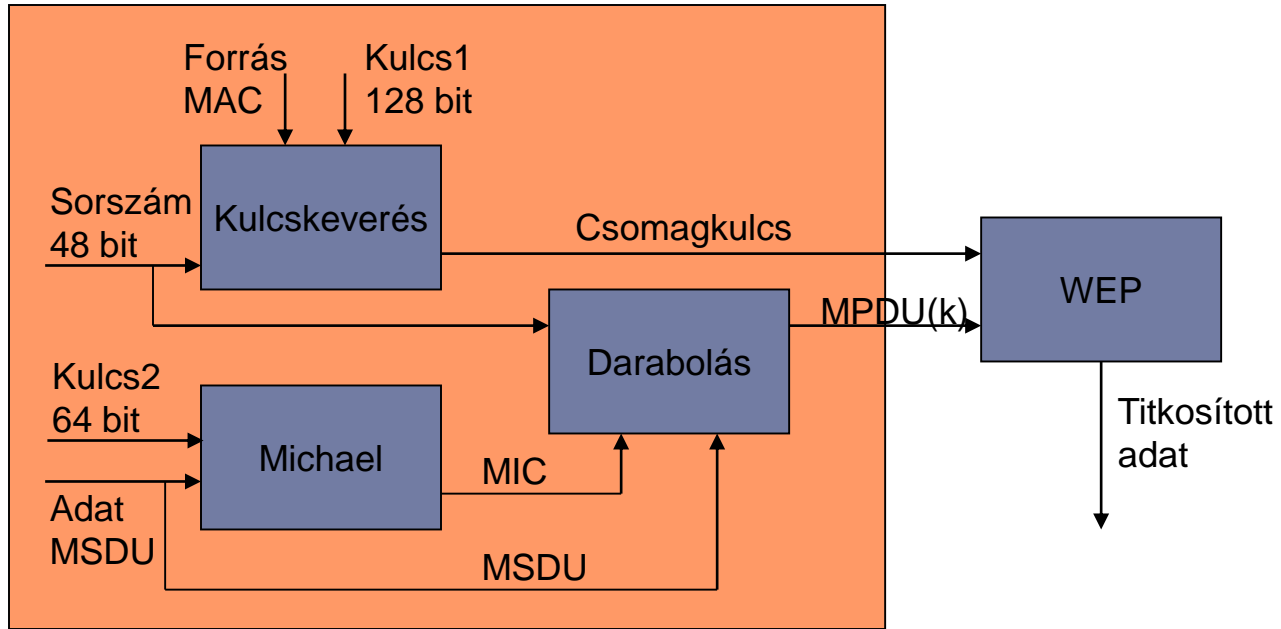 Forrás
MAC
Kulcs1
128 bit
Sorszám
48 bit
Kulcskeverés
Csomagkulcs
WEP
MPDU(k)
Darabolás
Kulcs2
64 bit
Michael
MIC
Titkosított
adat
Adat
MSDU
MSDU